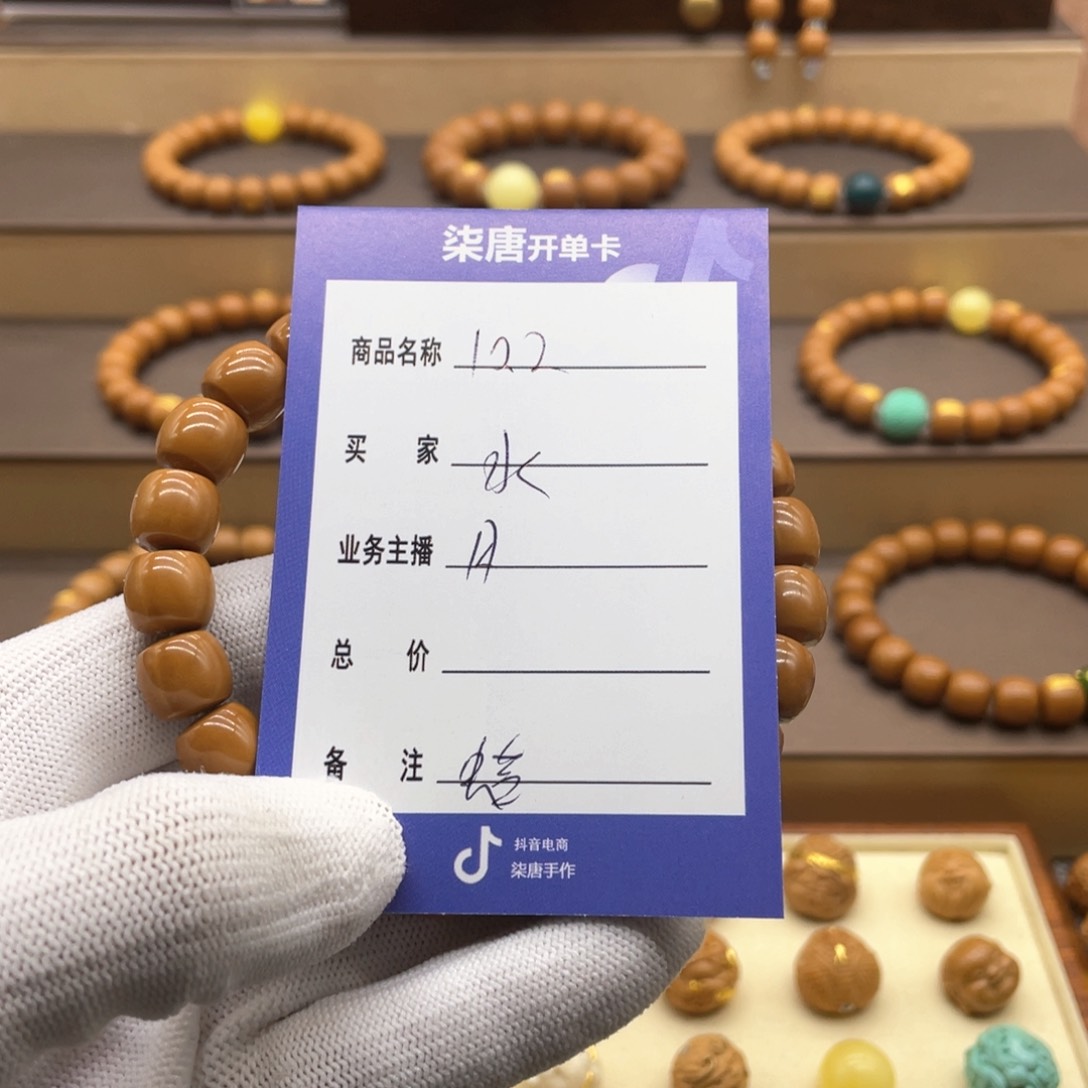 柒唐开单卡
商品名称 122
买家 水
业务主播
总价
备注
抖音电商
柒唐手作